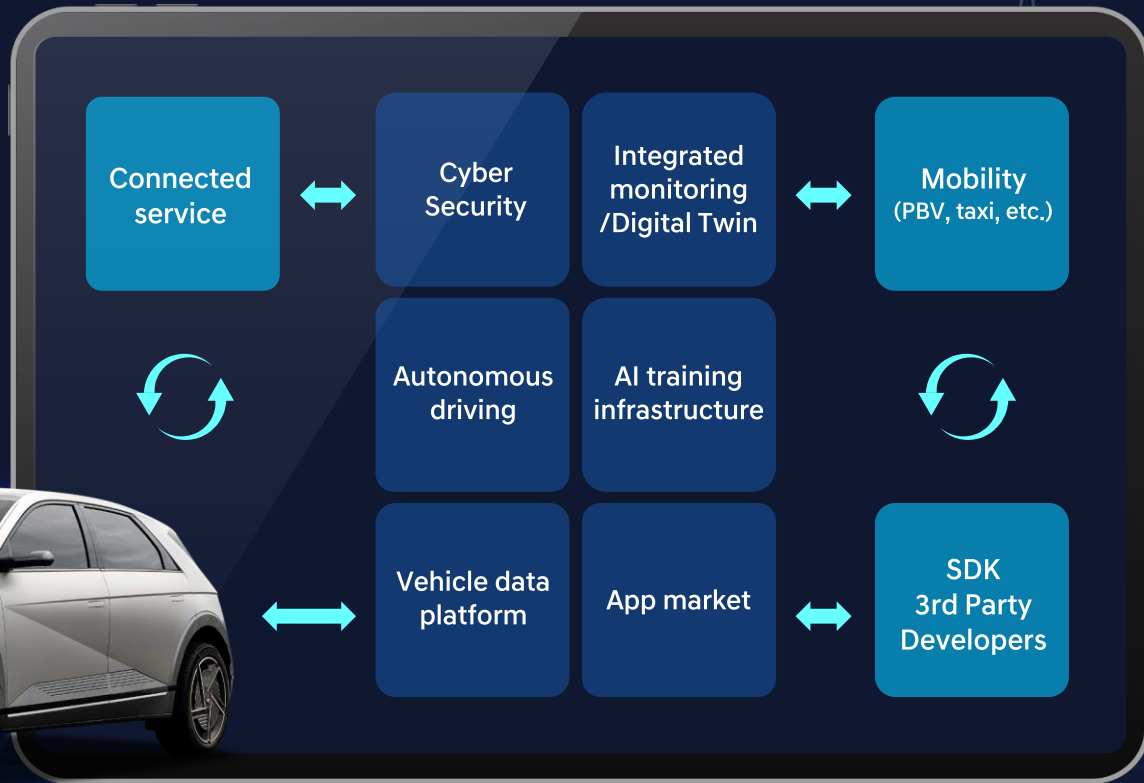 Connected
service
Cyber
Security
Integrated
monitoring
/Digital Twin
Mobility
(PBV, taxi, etc.)
Autonomous
driving
AI training
infrastructure
Vehicle data
platform
App market
SDK
3rd Party
Developers